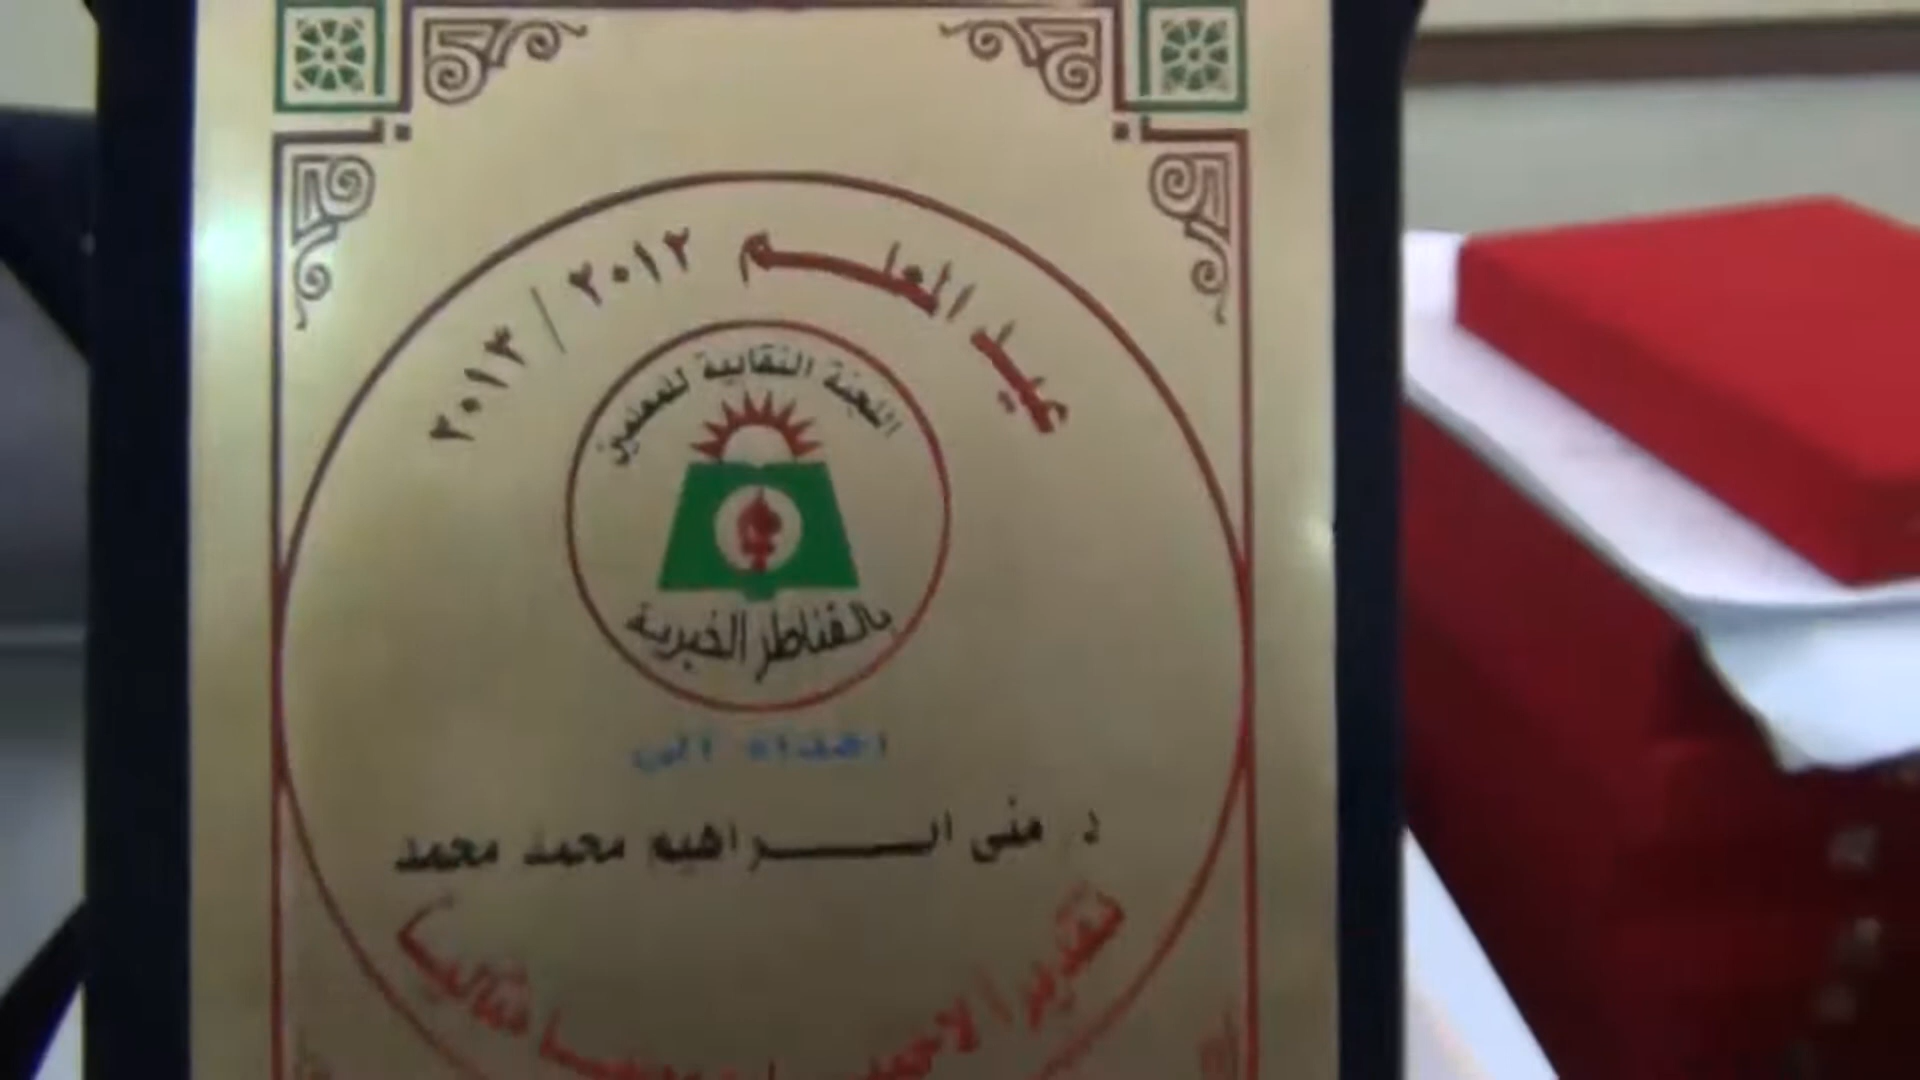 عيد المعلم ٢٠١٢ / ٢٠١٣
اللجنة النقابية للمعلمين
بالقناطر الخيرية
اهداء الى
د. منى ابراهيم محمد محمد
تقديرا